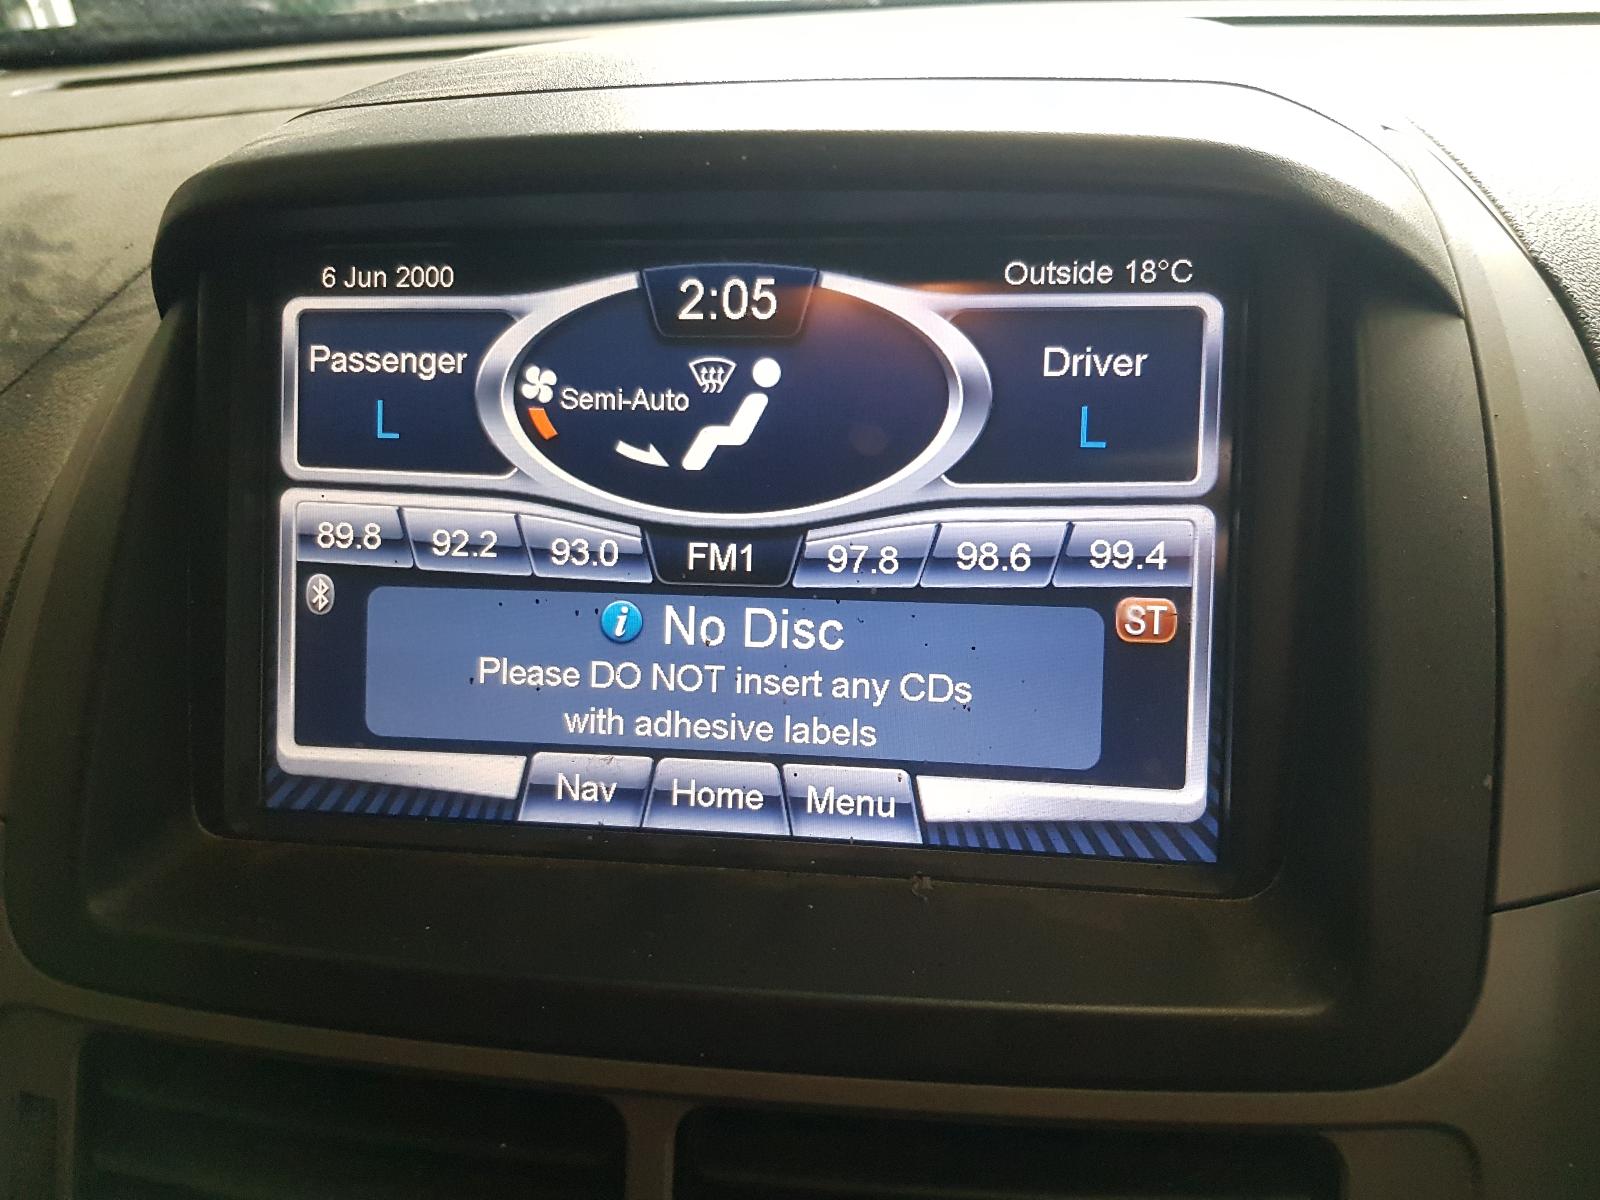 6 Jun 2000
2:05
Outside 18°C
Passenger
L
Semi-Auto
Driver
L
89.8 92.2 93.0 FM1 97.8 98.6 99.4
i No Disc
ST
Please DO NOT insert any CDs
with adhesive labels
Nav Home Menu